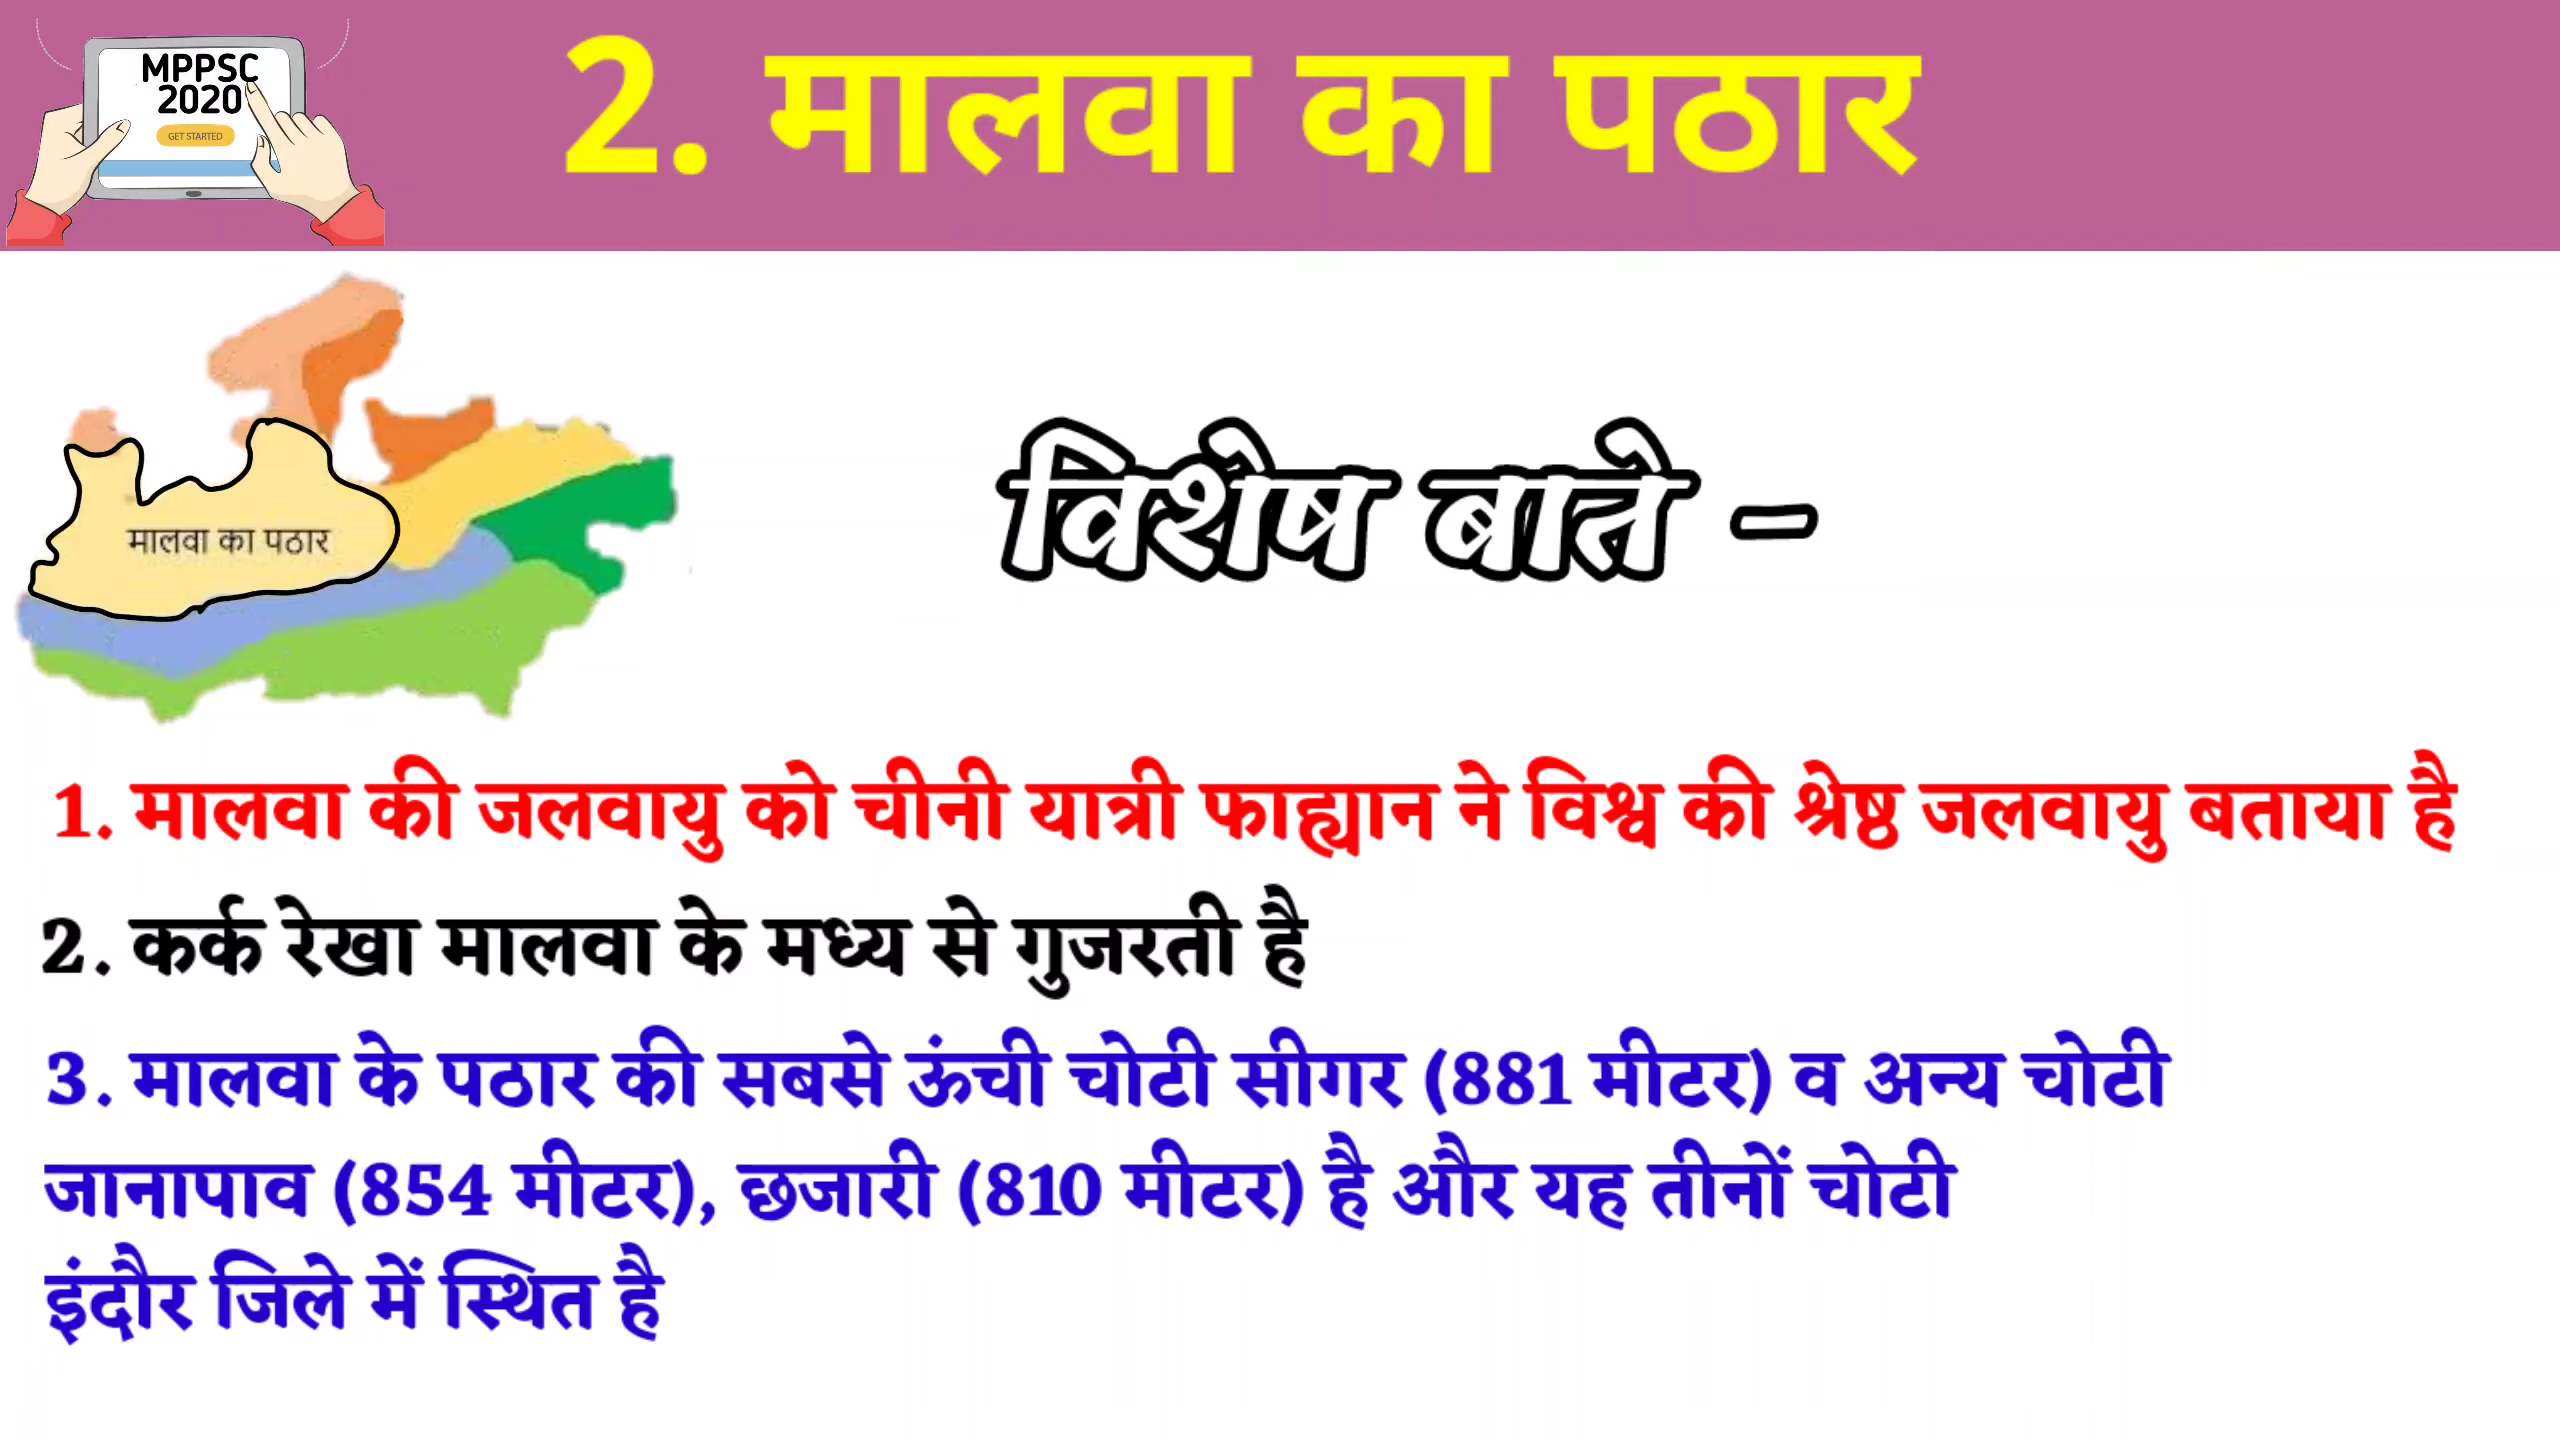 MPPSC
2020
GET STARTED
2. मालवा का पठार
मालवा का पठार
विशेष बाते -
1. मालवा की जलवायु को चीनी यात्री फाह्यान ने विश्व की श्रेष्ठ जलवायु बताया है
2. कर्क रेखा मालवा के मध्य से गुजरती है
3. मालवा के पठार की सबसे ऊंची चोटी सीगर (881 मीटर) व अन्य चोटी
जानापाव (854 मीटर), छजारी (810 मीटर) है और यह तीनों चोटी
इंदौर जिले में स्थित है